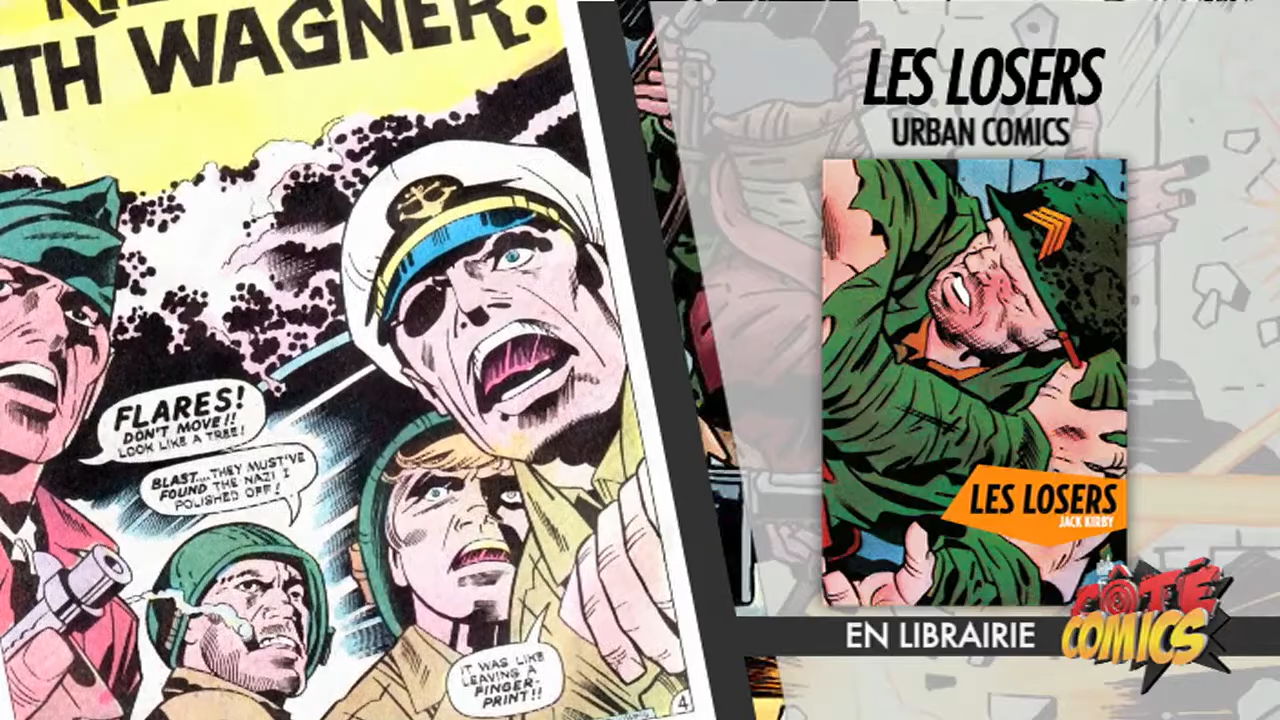 TH WAGNER.
FLARES!
DON'T MOVE!!
LOOK LIKE A TREE!
BLAST... THEY MUST'VE
FOUND THE NAZI I
POLISHED OFF!
IT WAS LIKE
LEAVING A
FINGER-
PRINT!!
4
LES LOSERS
URBAN COMICS
LES LOSERS
JACK KIRBY
EN LIBRAIRIE
CÔTÉ
COMICS